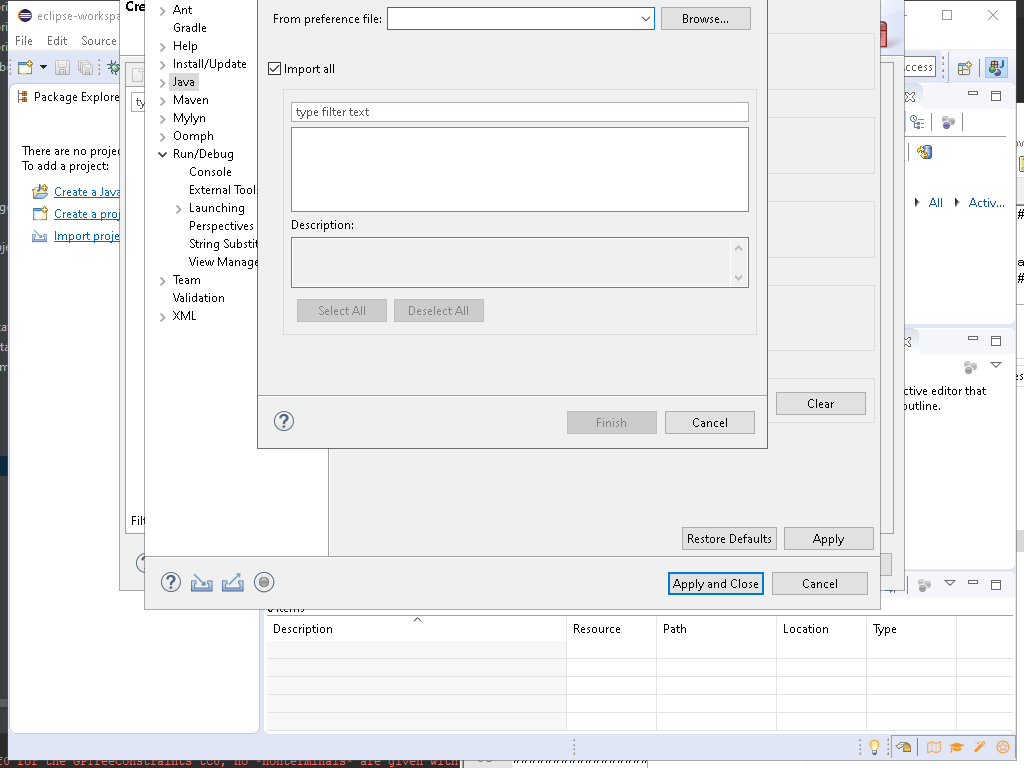 eclipse-workspa
Cre
File Edit Source
Package Explore
There are no projec
To add a project:
Create a Java
Create a proj
Import proje
Ant
Gradle
Help
Install/Update
Java
Maven
Mylyn
Oomph
Run/Debug
Console
External Tool
Launching
Perspectives
String Substit
View Manage
Team
Validation
XML
From preference file:
Browse...
Import all
type filter text
Description:
Select All
Deselect All
Finish
Cancel
Clear
Restore Defaults
Apply
Apply and Close
Cancel
ccess
All
Activ...
ctive editor that
outline.
Filt
items
Description
Resource
Path
Location
Type
for the GPTreeConstraints tc0, no *nonterminals* are given with